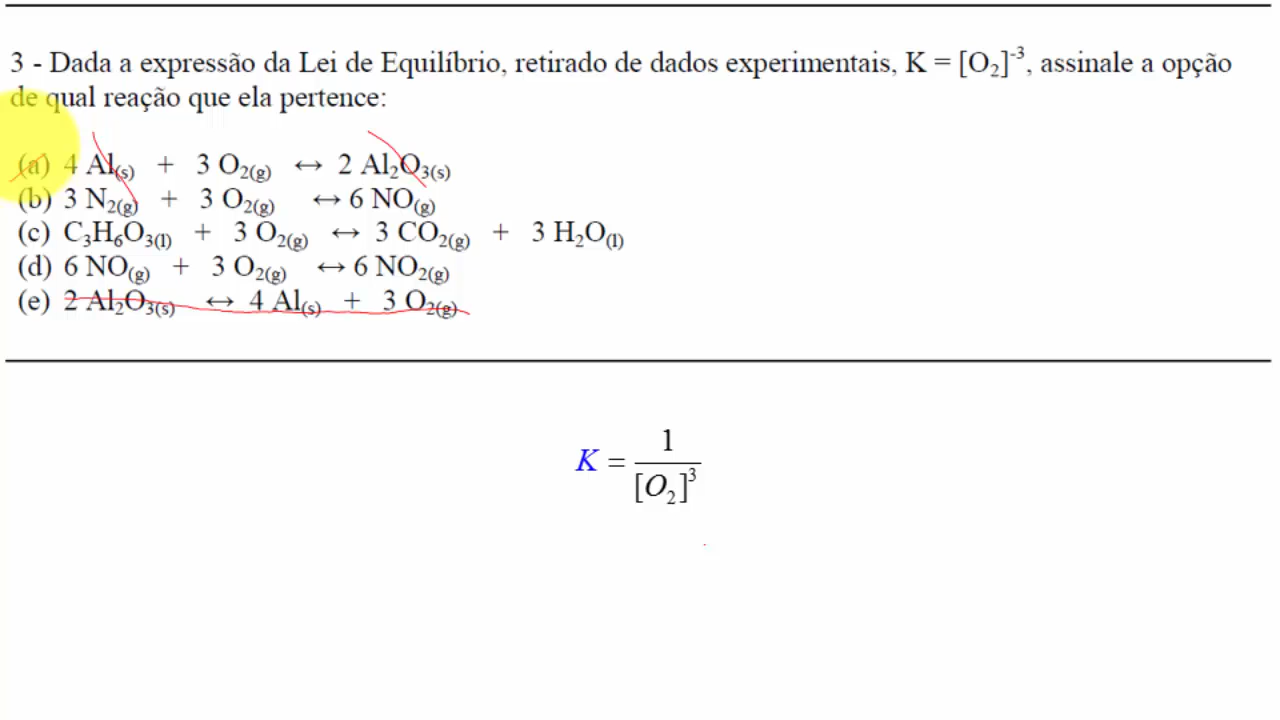 3 - Dada a expressão da Lei de Equilíbrio, retirado de dados experimentais, K = [O₂]⁻³, assinale a opção
de qual reação que ela pertence:
(a) 4 Al(s) + 3 O₂(g) ↔ 2 Al₂O₃(s)
(b) 3 N₂(g) + 3 O₂(g) ↔ 6 NO(g)
(c) C₃H₆O₃(l) + 3 O₂(g) ↔ 3 CO₂(g) + 3 H₂O(l)
(d) 6 NO(g) + 3 O₂(g) ↔ 6 NO₂(g)
(e) 2 Al₂O₃(s) ↔ 4 Al(s) + 3 O₂(g)
K = 1 / [O₂]³